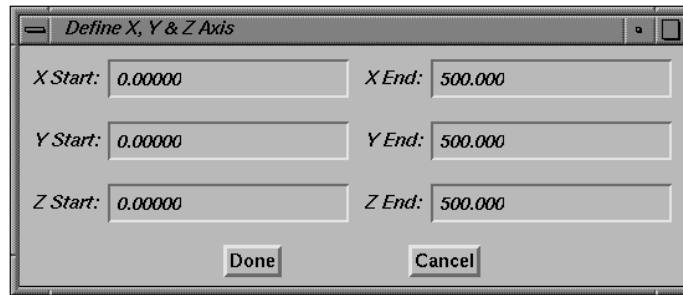 Define X, Y & Z Axis
X Start: 0.00000 X End: 500.000
Y Start: 0.00000 Y End: 500.000
Z Start: 0.00000 Z End: 500.000
Done Cancel